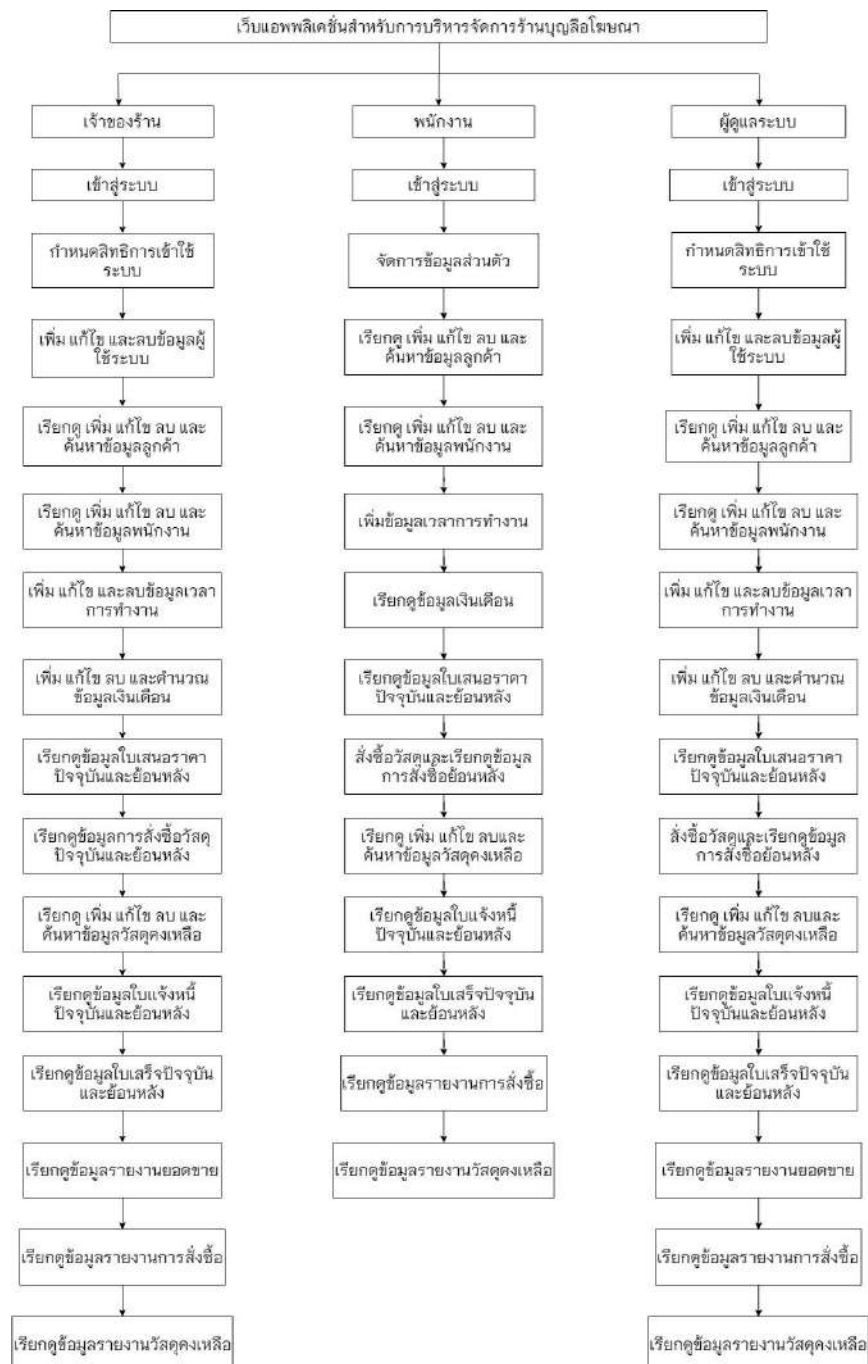 เว็บแอพพลิเคชั่นสำหรับการบริหารจัดการร้านบุญลือโฆษณา
เจ้าของร้าน
เข้าสู่ระบบ
กำหนดสิทธิการเข้าใช้
ระบบ
เพิ่ม แก้ไข และลบข้อมูลผู้
ใช้ระบบ
เรียกดู เพิ่ม แก้ไข ลบ และ
ค้นหาข้อมูลลูกค้า
เรียกดู เพิ่ม แก้ไข ลบ และ
ค้นหาข้อมูลพนักงาน
เพิ่ม แก้ไข และลบข้อมูลเวลา
การทำงาน
เพิ่ม แก้ไข ลบ และคำนวณ
ข้อมูลเงินเดือน
เรียกดูข้อมูลใบเสนอราคา
ปัจจุบันและย้อนหลัง
เรียกดูข้อมูลการสั่งซื้อวัสดุ
ปัจจุบันและย้อนหลัง
เรียกดู เพิ่ม แก้ไข ลบ และ
ค้นหาข้อมูลวัสดุคงเหลือ
เรียกดูข้อมูลใบแจ้งหนี้
ปัจจุบันและย้อนหลัง
เรียกดูข้อมูลใบเสร็จปัจจุบัน
และย้อนหลัง
เรียกดูข้อมูลรายงานยอดขาย
เรียกดูข้อมูลรายงานการสั่งซื้อ
เรียกดูข้อมูลรายงานวัสดุคงเหลือ
พนักงาน
เข้าสู่ระบบ
จัดการข้อมูลส่วนตัว
เรียกดู เพิ่ม แก้ไข ลบ และ
ค้นหาข้อมูลลูกค้า
เรียกดู เพิ่ม แก้ไข ลบ และ
ค้นหาข้อมูลพนักงาน
เพิ่มข้อมูลเวลาการทำงาน
เรียกดูข้อมูลเงินเดือน
เรียกดูข้อมูลใบเสนอราคา
ปัจจุบันและย้อนหลัง
สั่งซื้อวัสดุและเรียกดูข้อมูล
การสั่งซื้อย้อนหลัง
เรียกดู เพิ่ม แก้ไข ลบและ
ค้นหาข้อมูลวัสดุคงเหลือ
เรียกดูข้อมูลใบแจ้งหนี้
ปัจจุบันและย้อนหลัง
เรียกดูข้อมูลใบเสร็จปัจจุบัน
และย้อนหลัง
เรียกดูข้อมูลรายงานการสั่งซื้อ
เรียกดูข้อมูลรายงานวัสดุคงเหลือ
ผู้ดูแลระบบ
เข้าสู่ระบบ
กำหนดสิทธิการเข้าใช้
ระบบ
เพิ่ม แก้ไข และลบข้อมูลผู้
ใช้ระบบ
เรียกดู เพิ่ม แก้ไข ลบ และ
ค้นหาข้อมูลลูกค้า
เรียกดู เพิ่ม แก้ไข ลบ และ
ค้นหาข้อมูลพนักงาน
เพิ่ม แก้ไข และลบข้อมูลเวลา
การทำงาน
เพิ่ม แก้ไข ลบ และคำนวณ
ข้อมูลเงินเดือน
เรียกดูข้อมูลใบเสนอราคา
ปัจจุบันและย้อนหลัง
สั่งซื้อวัสดุและเรียกดูข้อมูล
การสั่งซื้อย้อนหลัง
เรียกดู เพิ่ม แก้ไข ลบและ
ค้นหาข้อมูลวัสดุคงเหลือ
เรียกดูข้อมูลใบแจ้งหนี้
ปัจจุบันและย้อนหลัง
เรียกดูข้อมูลใบเสร็จปัจจุบัน
และย้อนหลัง
เรียกดูข้อมูลรายงานยอดขาย
เรียกดูข้อมูลรายงานการสั่งซื้อ
เรียกดูข้อมูลรายงานวัสดุคงเหลือ